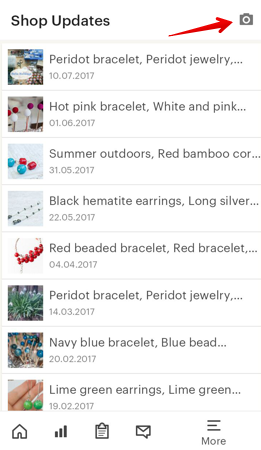 Shop Updates
Peridot bracelet, Peridot jewelry,...
10.07.2017
Hot pink bracelet, White and pink...
01.06.2017
Summer outdoors, Red bamboo cor...
31.05.2017
Black hematite earrings, Long silver...
22.05.2017
Red beaded bracelet, Red bracelet,...
04.04.2017
Peridot bracelet, Peridot jewelry,...
14.03.2017
Navy blue bracelet, Blue bead...
20.02.2017
Lime green earrings, Lime green...
19.02.2017
More